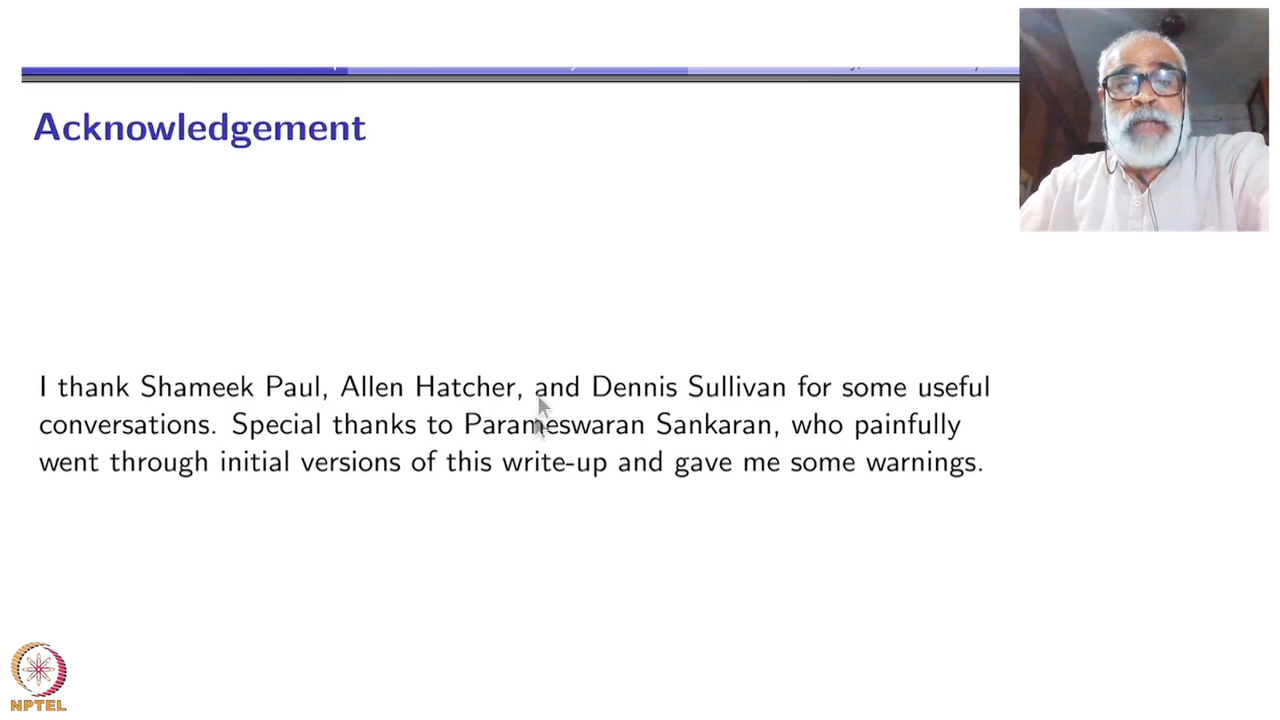 Acknowledgement
I thank Shameek Paul, Allen Hatcher, and Dennis Sullivan for some useful
conversations. Special thanks to Parameswaran Sankaran, who painfully
went through initial versions of this write-up and gave me some warnings.
NPTEL